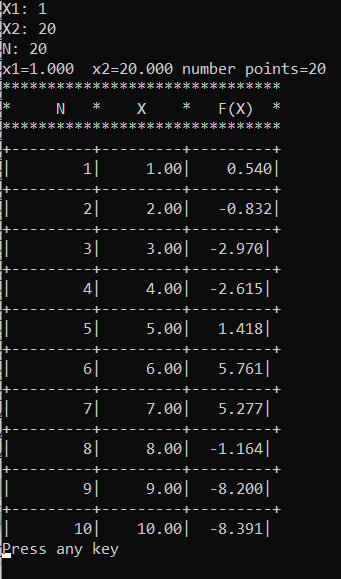 X1: 1
X2: 20
N: 20
x1=1.000  x2=20.000 number points=20
******************************
*     N   *    X    *   F(X)  *
******************************
+---------+---------+---------+
|        1|     1.00|    0.540|
+---------+---------+---------+
|        2|     2.00|   -0.832|
+---------+---------+---------+
|        3|     3.00|  -2.970|
+---------+---------+---------+
|        4|     4.00|  -2.615|
+---------+---------+---------+
|        5|     5.00|   1.418|
+---------+---------+---------+
|        6|     6.00|   5.761|
+---------+---------+---------+
|        7|     7.00|   5.277|
+---------+---------+---------+
|        8|     8.00|  -1.164|
+---------+---------+---------+
|        9|     9.00|  -8.200|
+---------+---------+---------+
|       10|    10.00|  -8.391|
Press any key